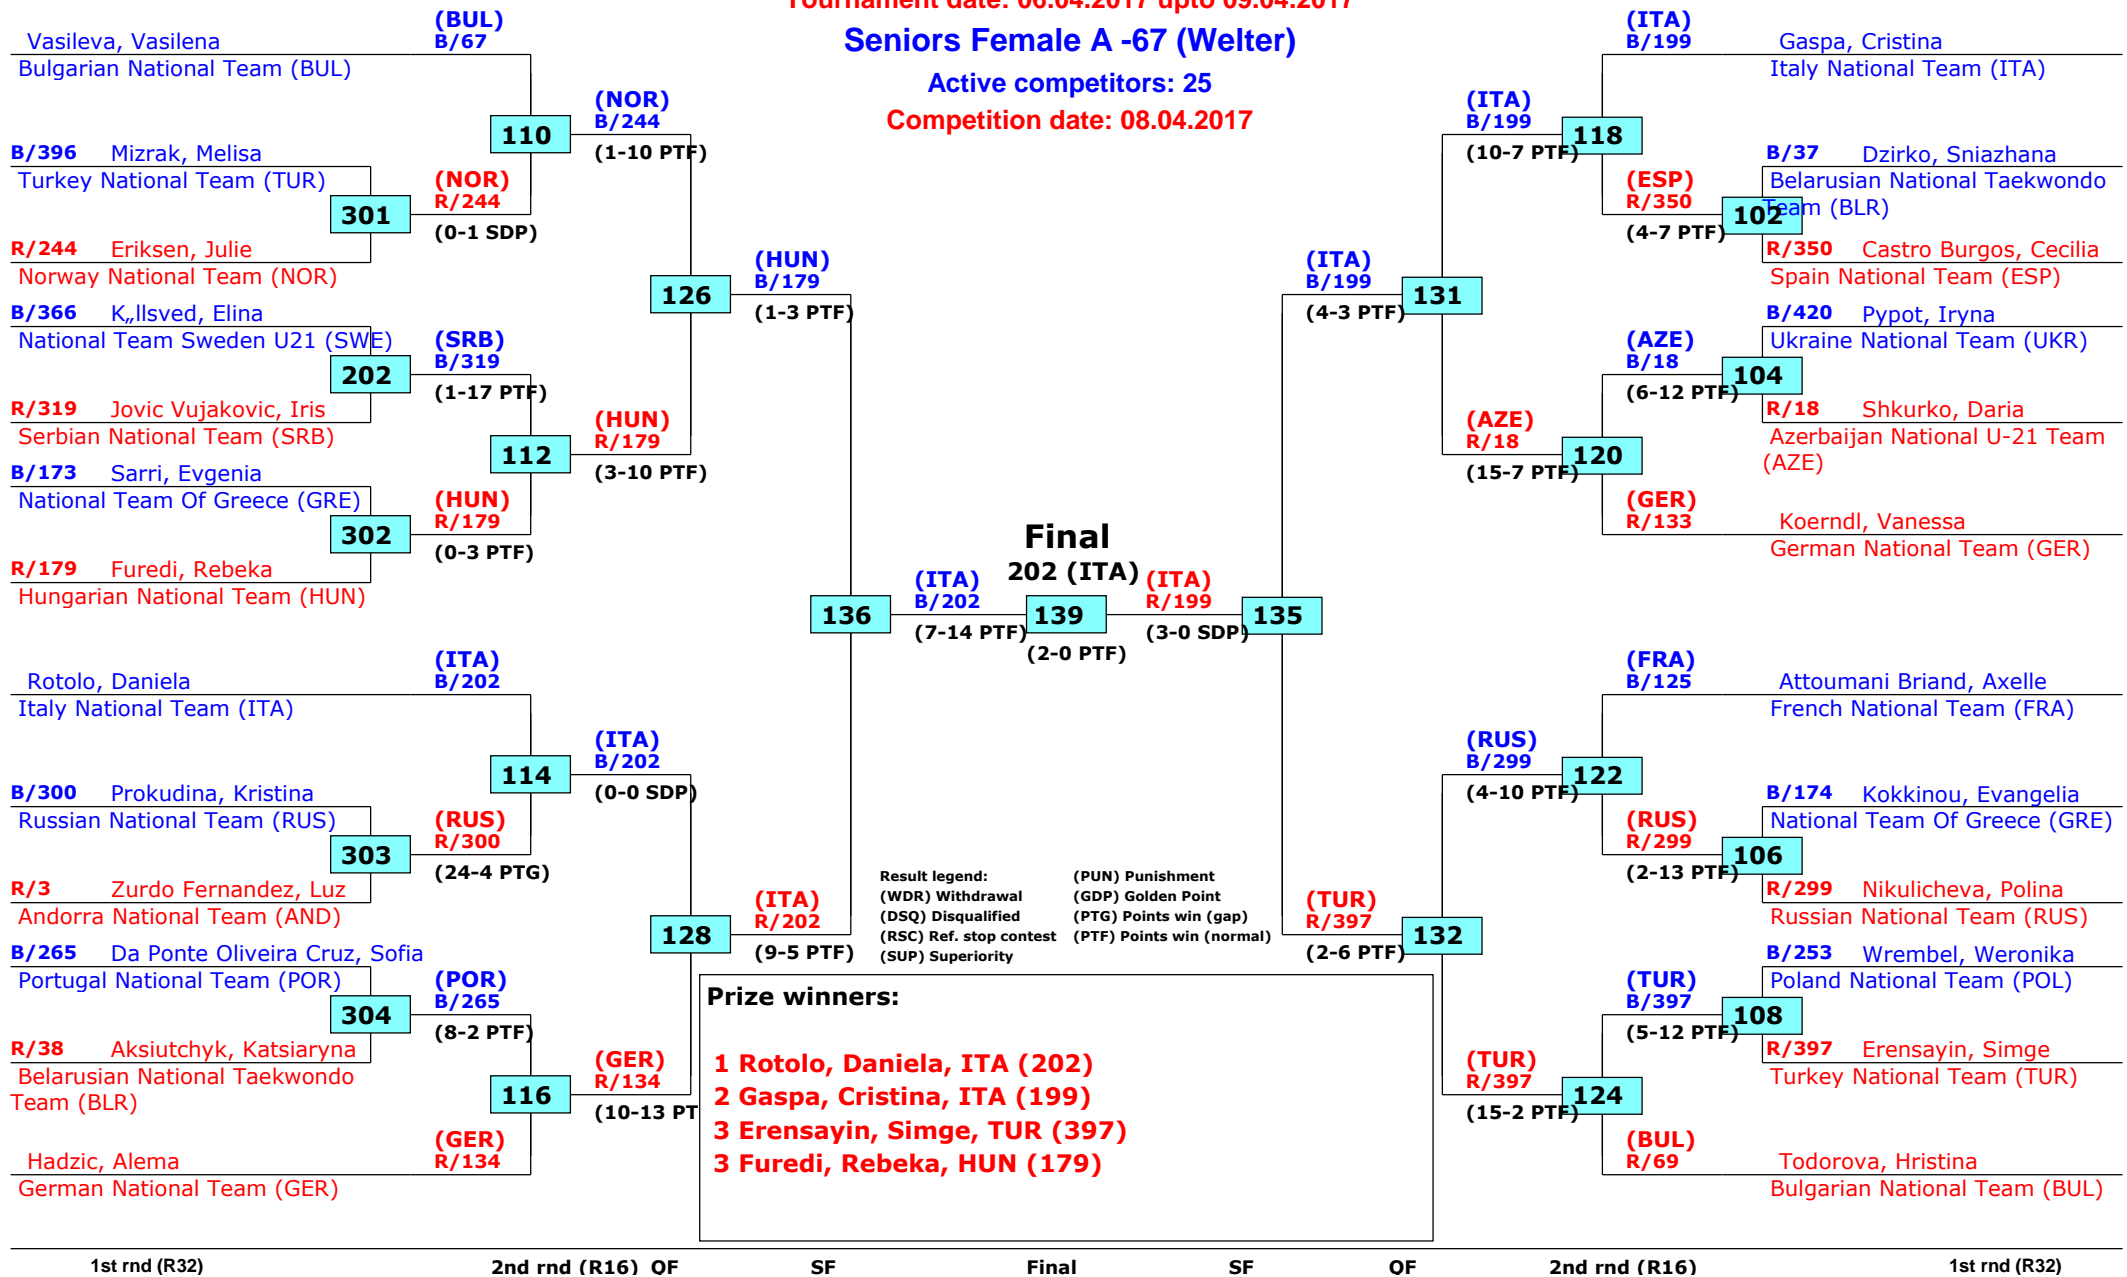 Tournament date: 06.04.2017 upto 09.04.2017
Seniors Female A -67 (Welter)
Active competitors: 25
Competition date: 08.04.2017
(BUL)
B/67
Vasileva, Vasilena
Bulgarian National Team (BUL)
(NOR)
B/244
110
(1-10 PTF)
B/396 Mizrak, Melisa
Turkey National Team (TUR)
(NOR)
R/244
301
(0-1 SDP)
R/244 Eriksen, Julie
Norway National Team (NOR)
(HUN)
B/179
126
(1-3 PTF)
B/366 K„llsved, Elina
National Team Sweden U21 (SWE)
(SRB)
B/319
202
(1-17 PTF)
R/319 Jovic Vujakovic, Iris
Serbian National Team (SRB)
(HUN)
R/179
112
(3-10 PTF)
B/173 Sarri, Evgenia
National Team Of Greece (GRE)
(HUN)
R/179
302
(0-3 PTF)
R/179 Furedi, Rebeka
Hungarian National Team (HUN)
136
(ITA)
B/202
(7-14 PTF)
Final
202 (ITA)
139
(2-0 PTF)
(ITA)
R/199
135
(3-0 SDP)
(ITA)
B/202
Rotolo, Daniela
Italy National Team (ITA)
(ITA)
B/202
114
(0-0 SDP)
B/300 Prokudina, Kristina
Russian National Team (RUS)
(RUS)
R/300
303
(24-4 PTG)
R/3 Zurdo Fernandez, Luz
Andorra National Team (AND)
(ITA)
R/202
128
(9-5 PTF)
B/265 Da Ponte Oliveira Cruz, Sofia
Portugal National Team (POR)
(POR)
B/265
304
(8-2 PTF)
R/38 Aksiutchyk, Katsiaryna
Belarusian National Taekwondo
Team (BLR)
(GER)
R/134
116
(10-13 PT
(GER)
R/134
Hadzic, Alema
German National Team (GER)
(ITA)
B/199
Gaspa, Cristina
Italy National Team (ITA)
(ITA)
B/199
118
(10-7 PTF)
B/37 Dzirko, Sniazhana
Belarusian National Taekwondo
Team (BLR)
(ESP)
R/350
102
(4-7 PTF)
R/350 Castro Burgos, Cecilia
Spain National Team (ESP)
(ITA)
B/199
131
(4-3 PTF)
B/420 Pypot, Iryna
Ukraine National Team (UKR)
(AZE)
B/18
104
(6-12 PTF)
R/18 Shkurko, Daria
Azerbaijan National U-21 Team
(AZE)
(AZE)
R/18
120
(15-7 PTF)
(GER)
R/133
Koerndl, Vanessa
German National Team (GER)
(FRA)
B/125
Attoumani Briand, Axelle
French National Team (FRA)
(RUS)
B/299
122
(4-10 PTF)
B/174 Kokkinou, Evangelia
National Team Of Greece (GRE)
(RUS)
R/299
106
(2-13 PTF)
R/299 Nikulicheva, Polina
Russian National Team (RUS)
(TUR)
R/397
132
(2-6 PTF)
B/253 Wrembel, Weronika
Poland National Team (POL)
(TUR)
B/397
108
(5-12 PTF)
R/397 Erensayin, Simge
Turkey National Team (TUR)
(TUR)
R/397
124
(15-2 PTF)
(BUL)
R/69
Todorova, Hristina
Bulgarian National Team (BUL)
Result legend: (PUN) Punishment
(WDR) Withdrawal (GDP) Golden Point
(DSQ) Disqualified (PTG) Points win (gap)
(RSC) Ref. stop contest (PTF) Points win (normal)
(SUP) Superiority
Prize winners:
1 Rotolo, Daniela, ITA (202)
2 Gaspa, Cristina, ITA (199)
3 Erensayin, Simge, TUR (397)
3 Furedi, Rebeka, HUN (179)
1st rnd (R32) 2nd rnd (R16) QF SF Final SF QF 2nd rnd (R16) 1st rnd (R32)